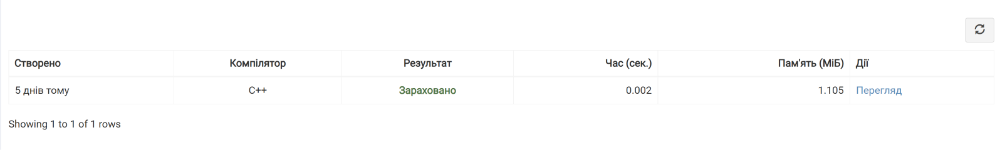 Створено Компілятор Результат Час (сек.) Пам'ять (МіБ) Дії
5 днів тому C++ Зараховано 0.002 1.105 Перегляд
Showing 1 to 1 of 1 rows